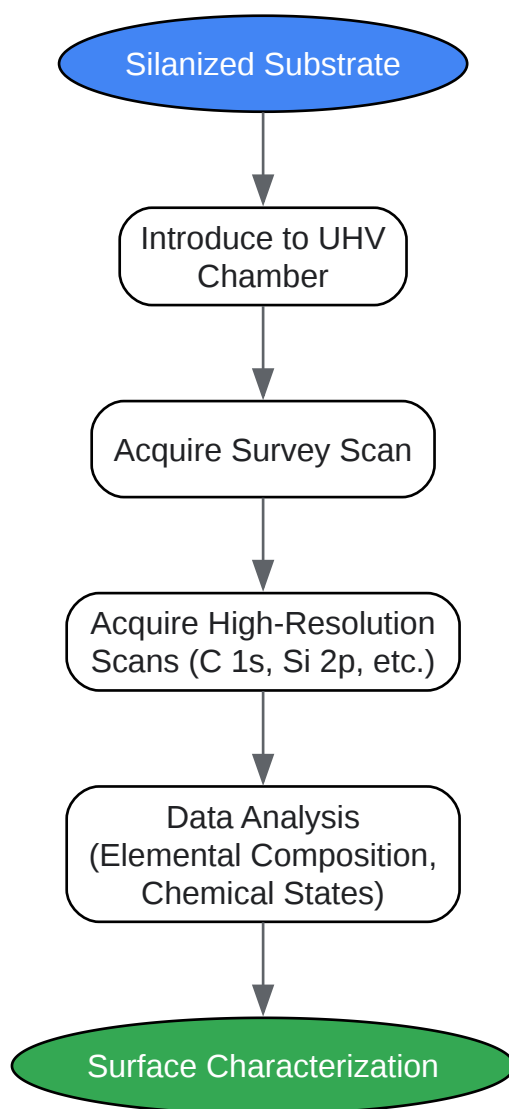 Silanized Substrate
Introduce to UHV
Chamber
Acquire Survey Scan
Acquire High-Resolution
Scans (C 1s, Si 2p, etc.)
Data Analysis
(Elemental Composition,
Chemical States)
Surface Characterization